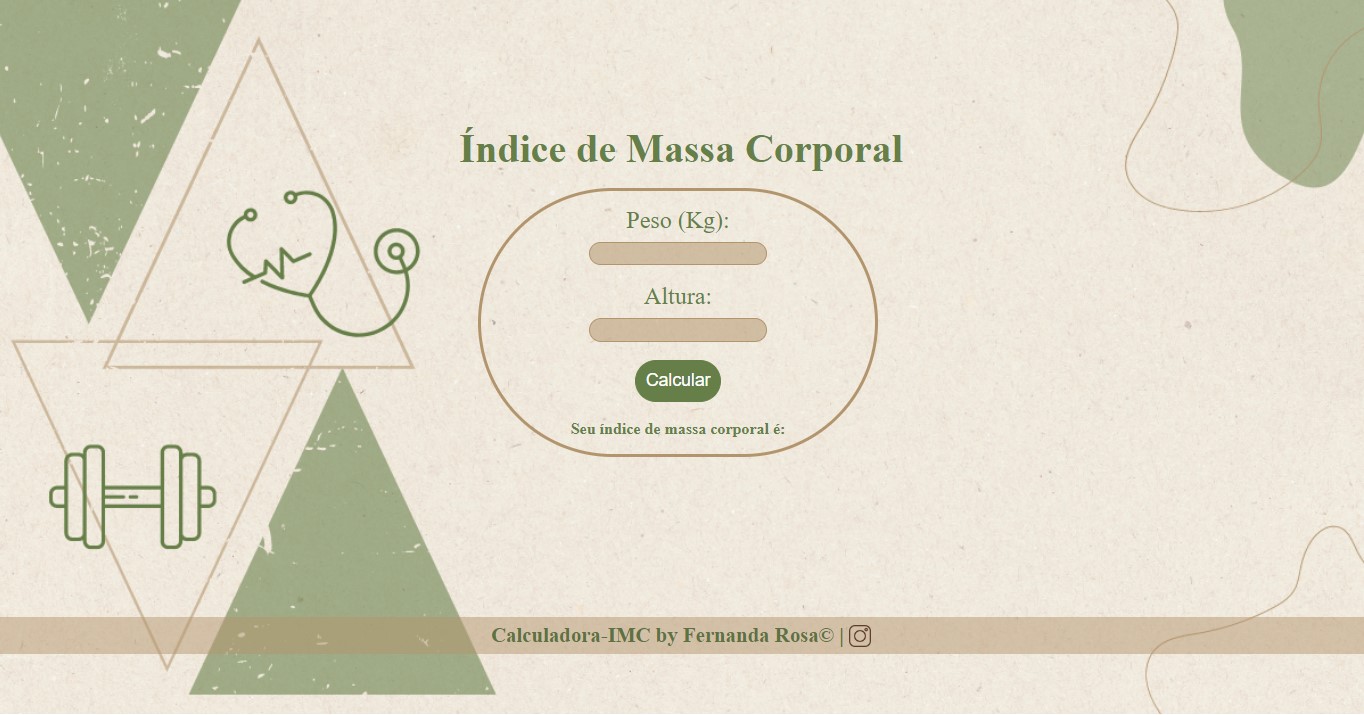 Índice de Massa Corporal
Peso (Kg):
Altura:
Calcular
Seu índice de massa corporal é:
Calculadora-IMC by Fernanda Rosa© |